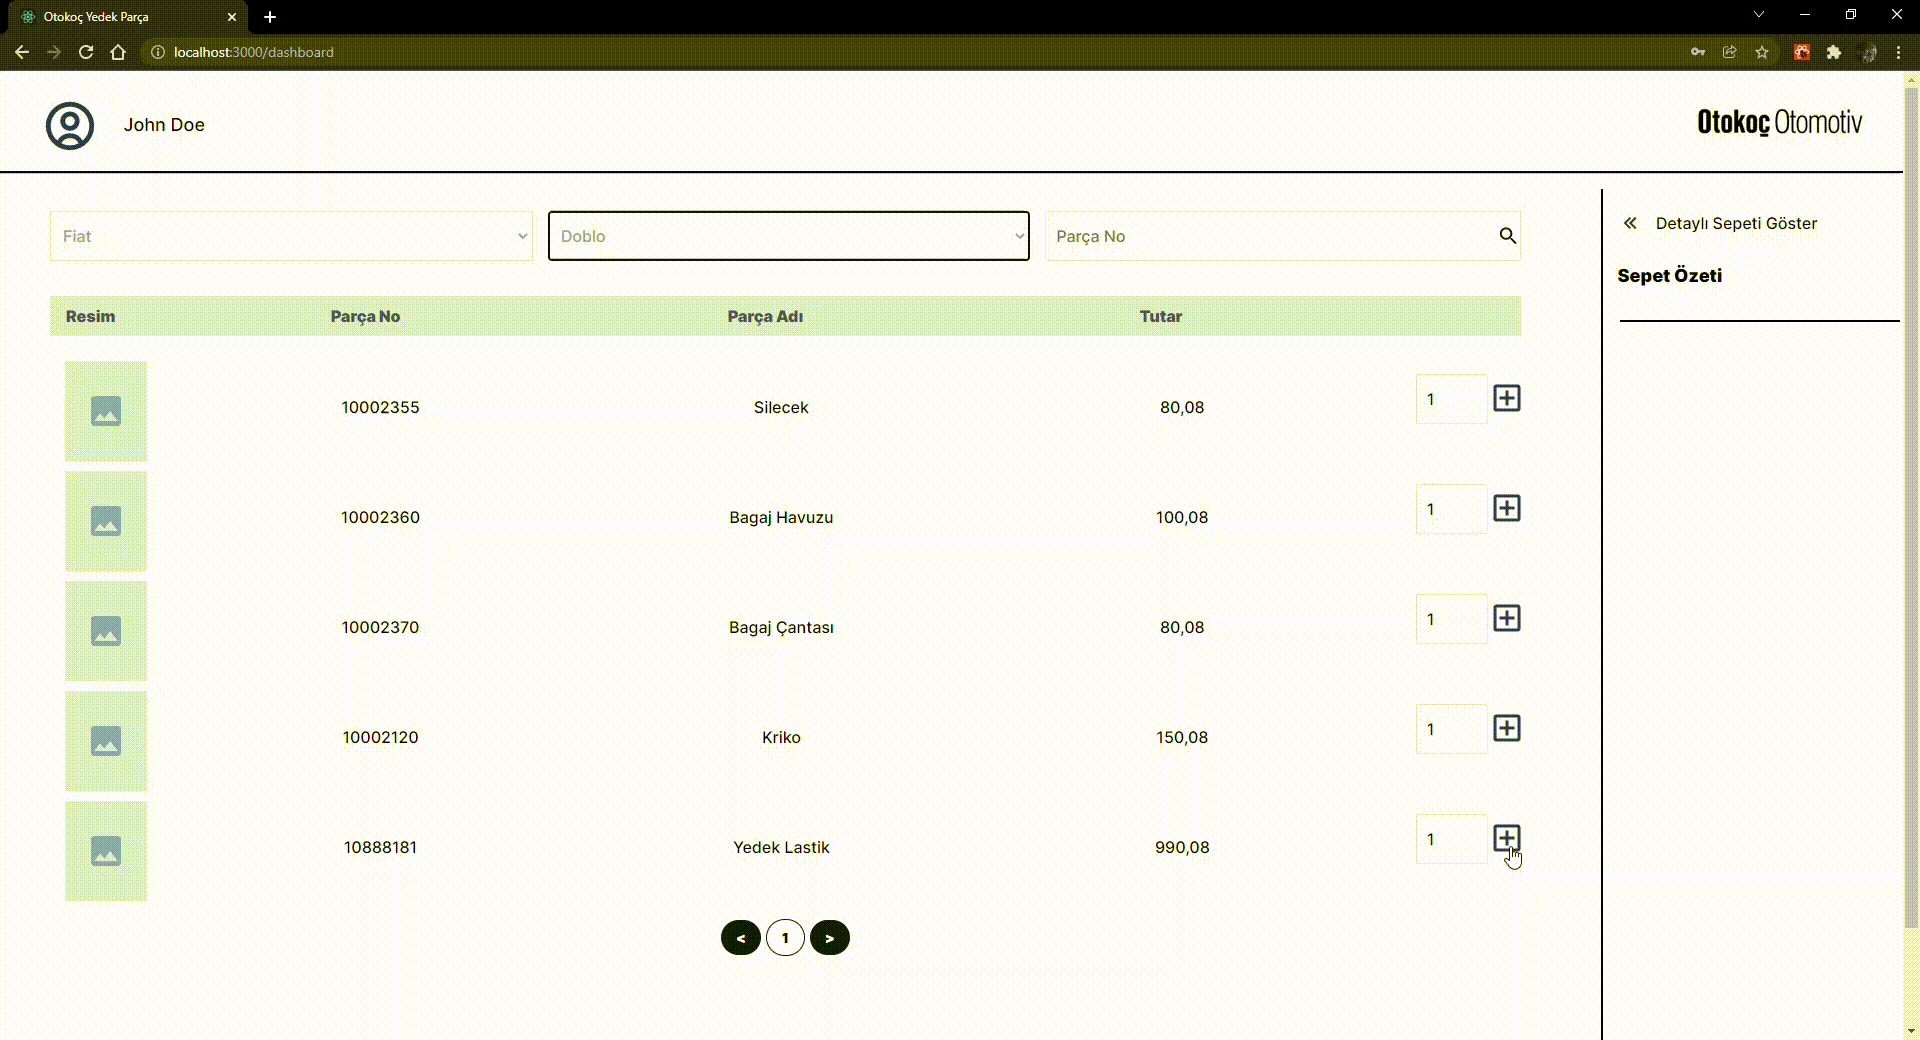 Otokoç Yedek Parça
localhost:3000/dashboard
John Doe
Otokoç Otomotiv
Fiat
Doblo
Parça No
Detaylı Sepeti Göster
Sepet Özeti
Resim Parça No Parça Adı Tutar
10002355 Silecek 80,08 1
10002360 Bagaj Havuzu 100,08 1
10002370 Bagaj Çantası 80,08 1
10002120 Kriko 150,08 1
10888181 Yedek Lastik 990,08 1
< 1 >